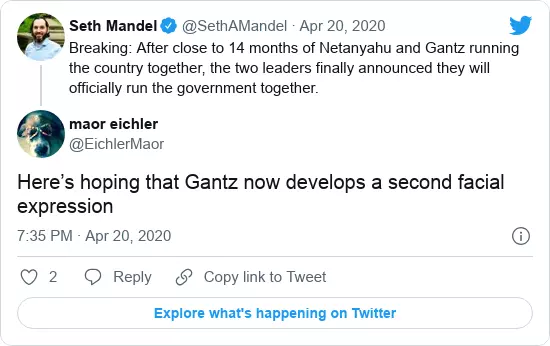 Seth Mandel @SethAMandel · Apr 20, 2020
Breaking: After close to 14 months of Netanyahu and Gantz running
the country together, the two leaders finally announced they will
officially run the government together.
maor eichler
@EichlerMaor
Here’s hoping that Gantz now develops a second facial
expression
7:35 PM · Apr 20, 2020
2 Reply Copy link to Tweet
Explore what's happening on Twitter